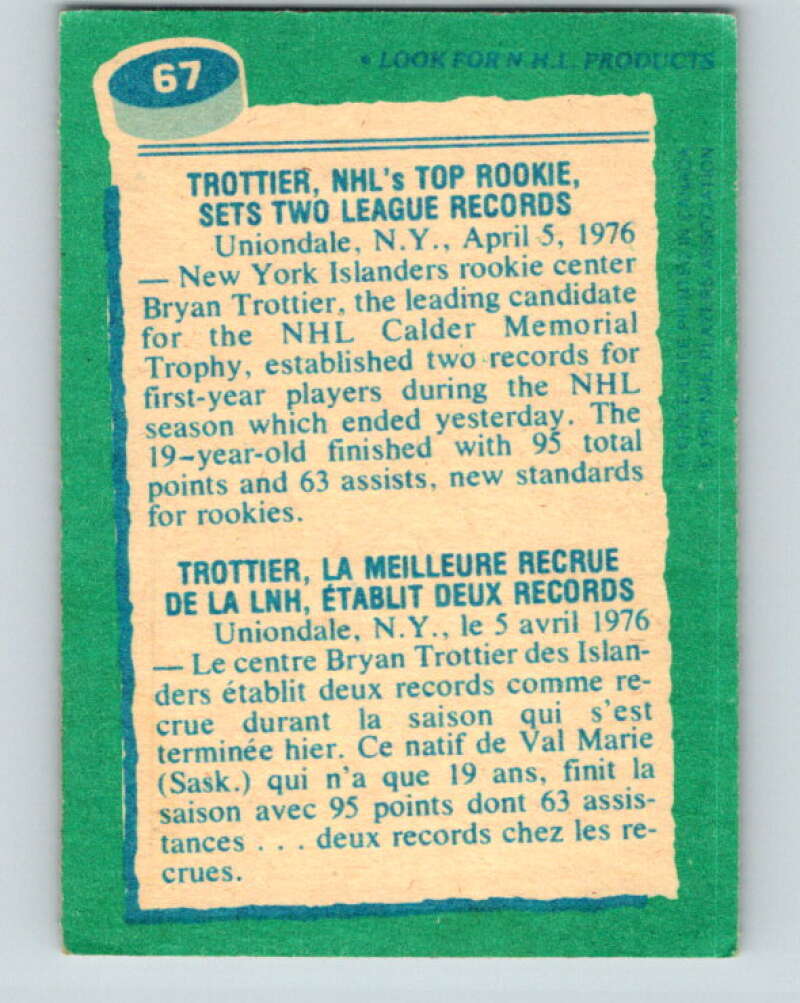 67
• LOOK FOR N.H.L. PRODUCTS
TROTTIER, NHL's TOP ROOKIE,
SETS TWO LEAGUE RECORDS
Uniondale, N.Y., April 5, 1976
— New York Islanders rookie center
Bryan Trottier, the leading candidate
for the NHL Calder Memorial
Trophy, established two records for
first-year players during the NHL
season which ended yesterday. The
19-year-old finished with 95 total
points and 63 assists, new standards
for rookies.
TROTTIER, LA MEILLEURE RECRUE
DE LA LNH, ÉTABLIT DEUX RECORDS
Uniondale, N.Y., le 5 avril 1976
— Le centre Bryan Trottier des Islan-
ders établit deux records comme re-
crue durant la saison qui s'est
terminée hier. Ce natif de Val Marie
(Sask.) qui n'a que 19 ans, finit la
saison avec 95 points dont 63 assis-
tances . . . deux records chez les re-
crues.
PRINTED IN CANADA
PLAYERS ASSOCIATION